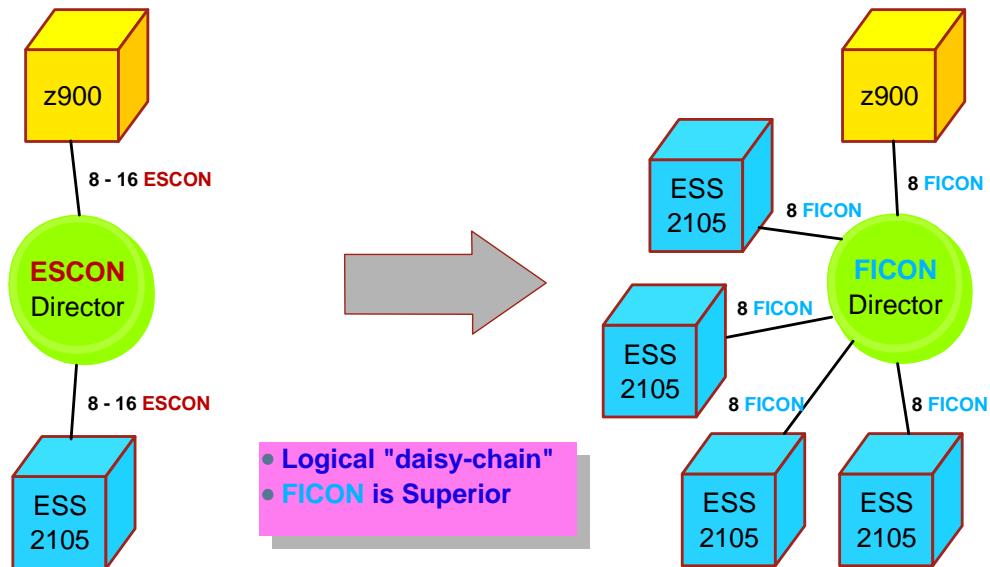 z900
8 - 16 ESCON
ESCON
Director
8 - 16 ESCON
ESS
2105
• Logical "daisy-chain"
• FICON is Superior
z900
8 FICON
ESS
2105
8 FICON
FICON
Director
8 FICON
ESS
2105
8 FICON
8 FICON
ESS
2105
ESS
2105